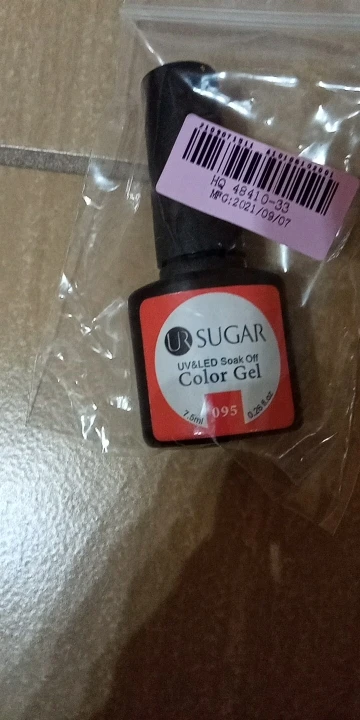 HQ 48410-33
MFG:2021/09/07
UR SUGAR
UV&LED Soak Off
Color Gel
7.5ml 095 0.26 fl.oz